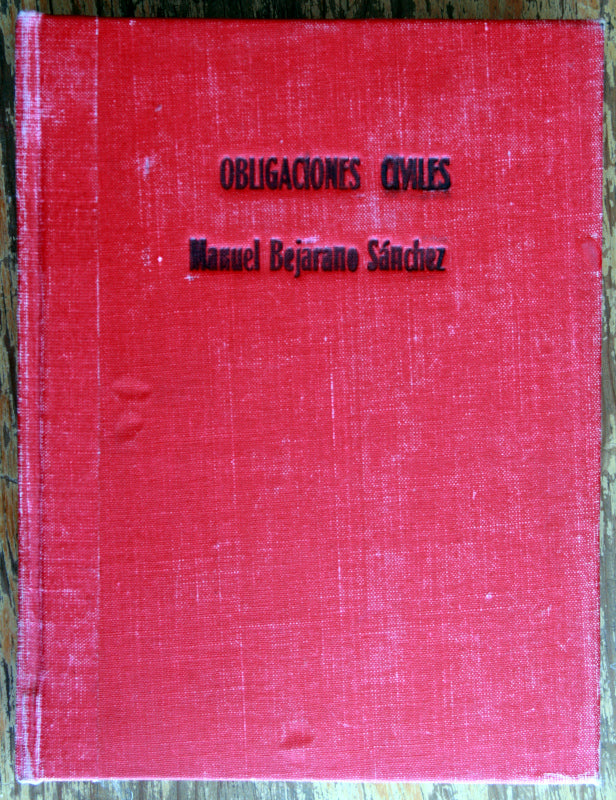 OBLIGACIONES CIVILES
Manuel Bejarano Sánchez